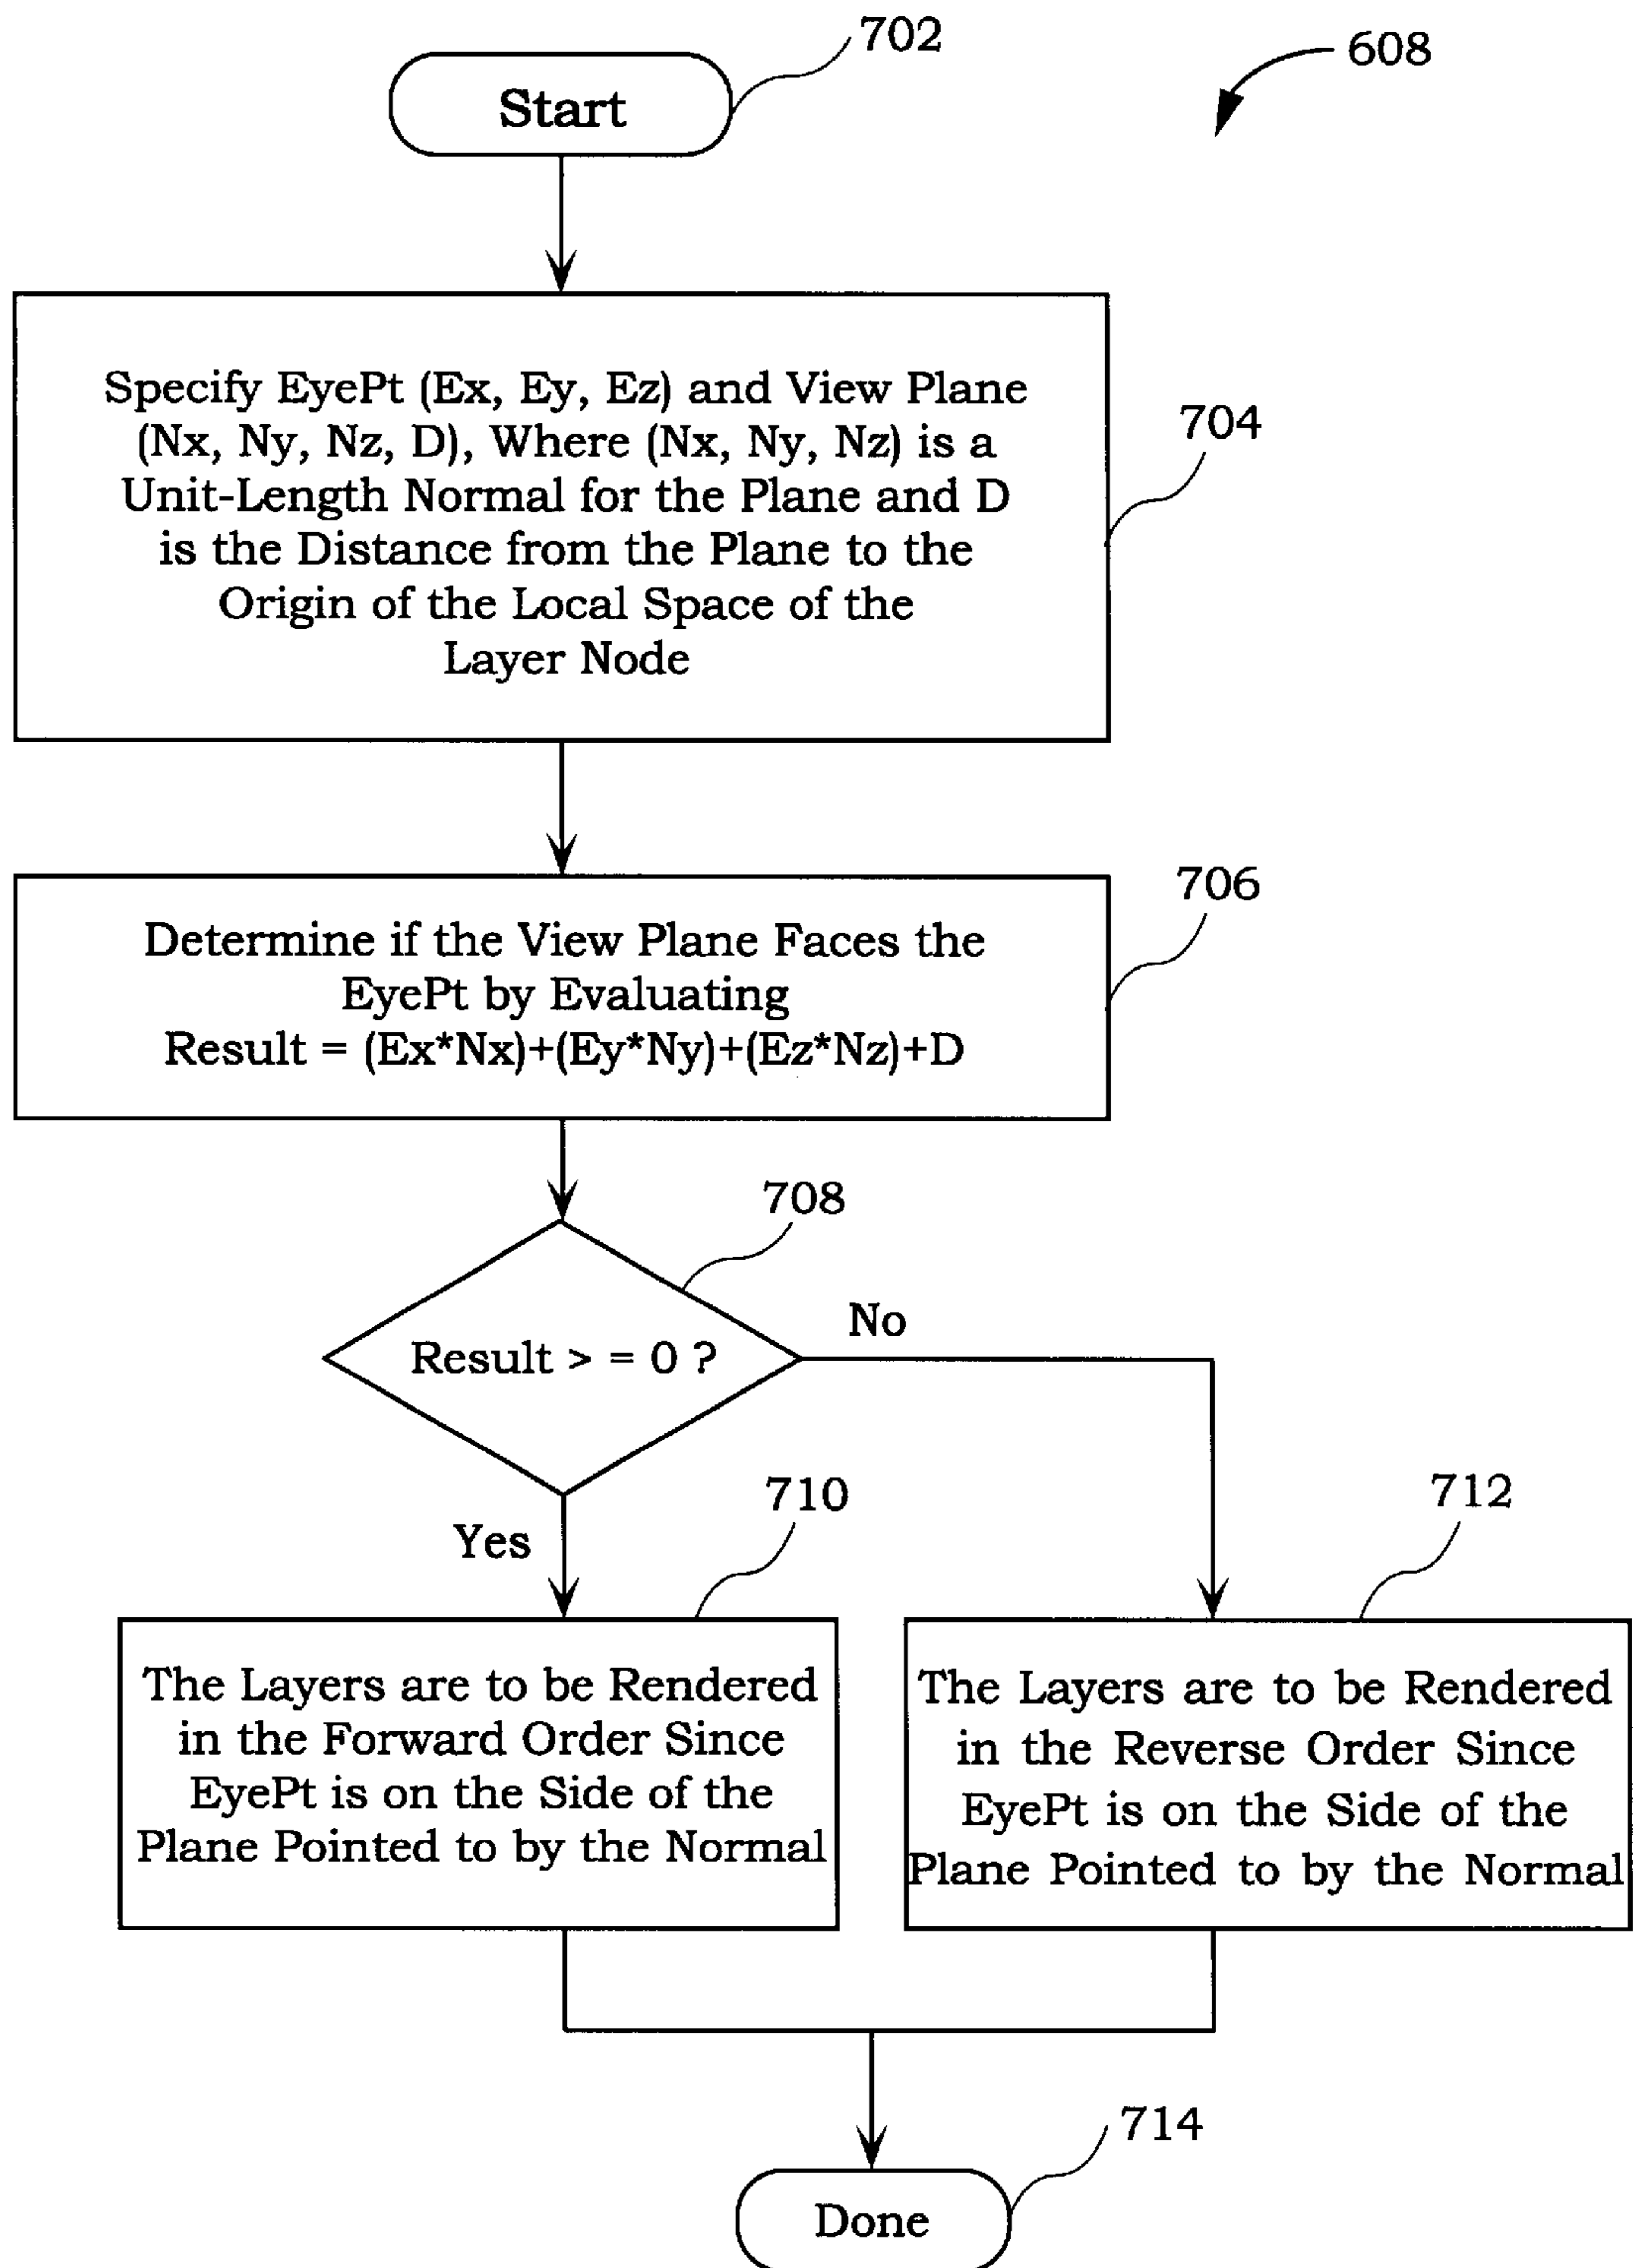 702
608
Start
Specify EyePt (Ex, Ey, Ez) and View Plane
(Nx, Ny, Nz, D), Where (Nx, Ny, Nz) is a
Unit-Length Normal for the Plane and D
is the Distance from the Plane to the
Origin of the Local Space of the
Layer Node
704
706
Determine if the View Plane Faces the
EyePt by Evaluating
Result = (Ex*Nx)+(Ey*Ny)+(Ez*Nz)+D
708
No
Result > = 0 ?
Yes
710
712
The Layers are to be Rendered
in the Forward Order Since
EyePt is on the Side of the
Plane Pointed to by the Normal
The Layers are to be Rendered
in the Reverse Order Since
EyePt is on the Side of the
Plane Pointed to by the Normal
714
Done